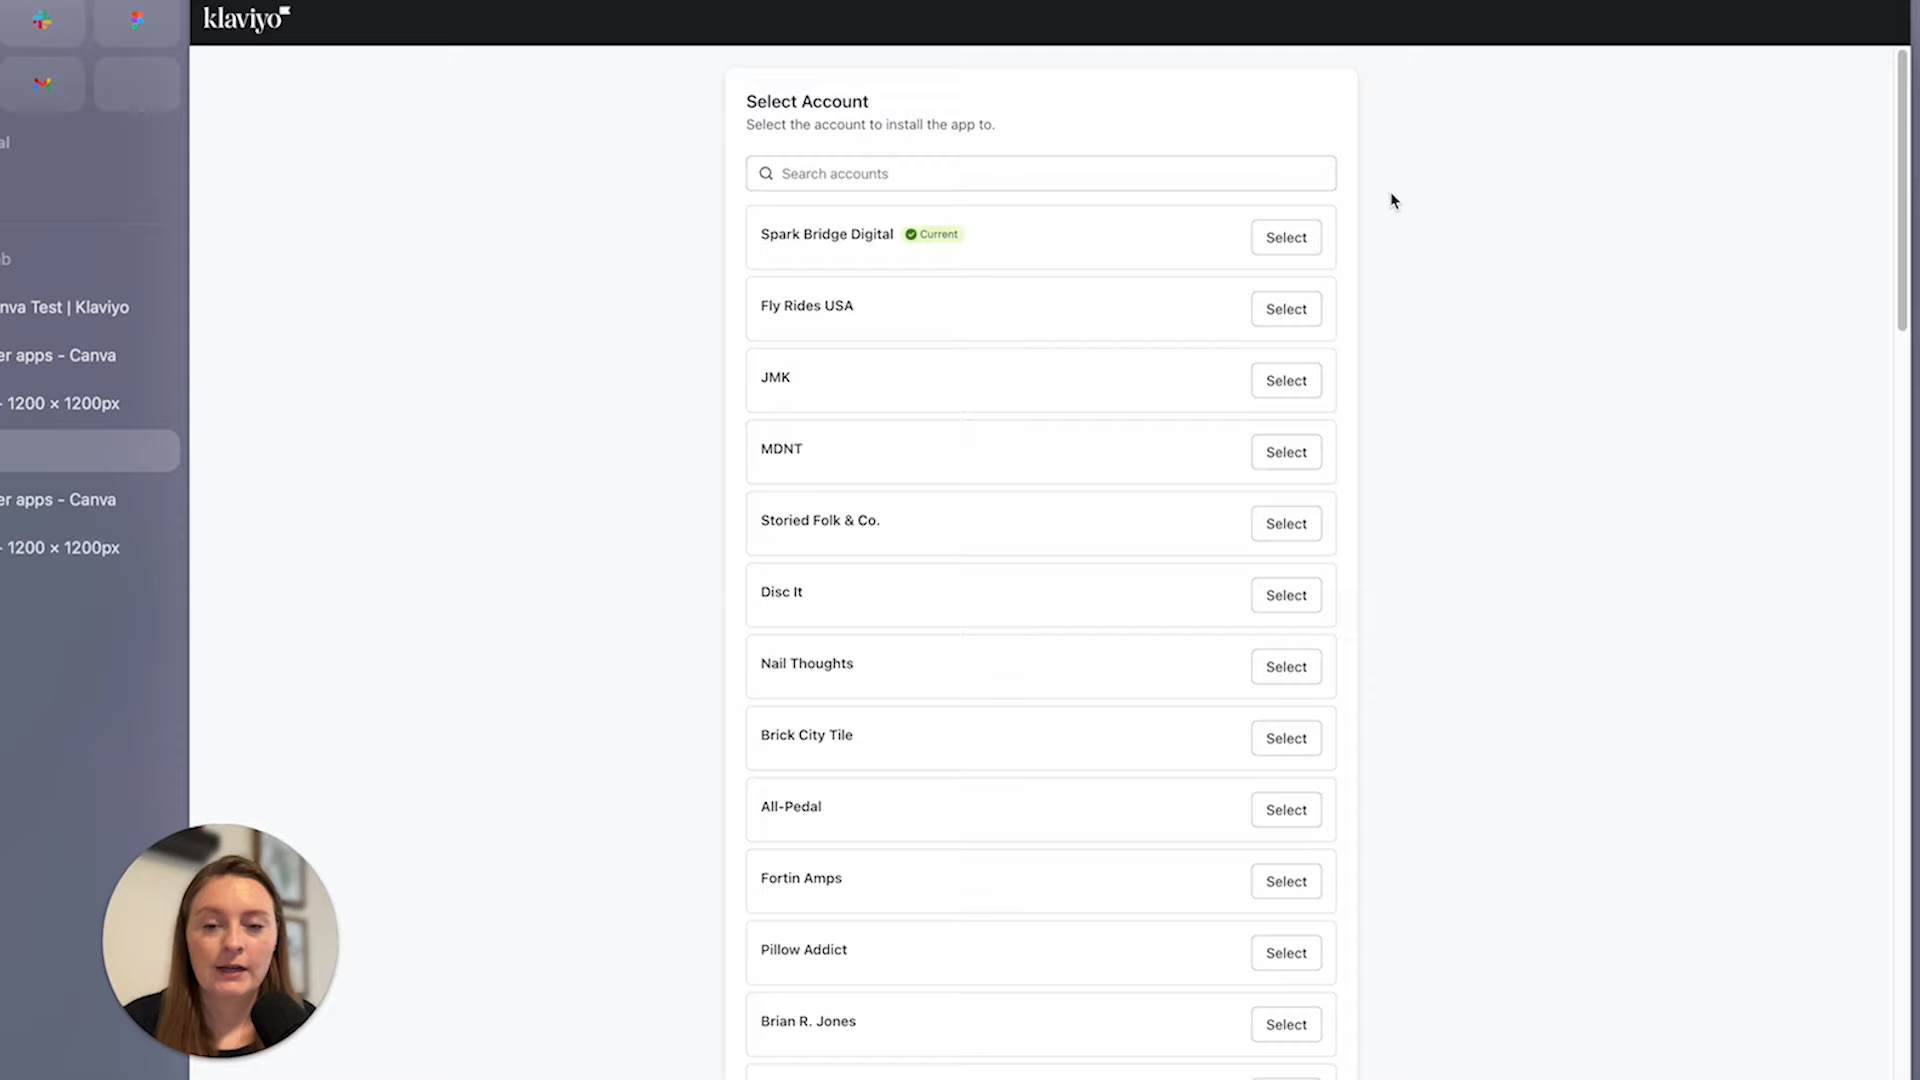 klaviyo
al
ab
nva Test | Klaviyo
er apps - Canva
- 1200 × 1200px
er apps - Canva
- 1200 × 1200px
Select Account
Select the account to install the app to.
Search accounts
Spark Bridge Digital Current Select
Fly Rides USA Select
JMK Select
MDNT Select
Storied Folk & Co. Select
Disc It Select
Nail Thoughts Select
Brick City Tile Select
All-Pedal Select
Fortin Amps Select
Pillow Addict Select
Brian R. Jones Select